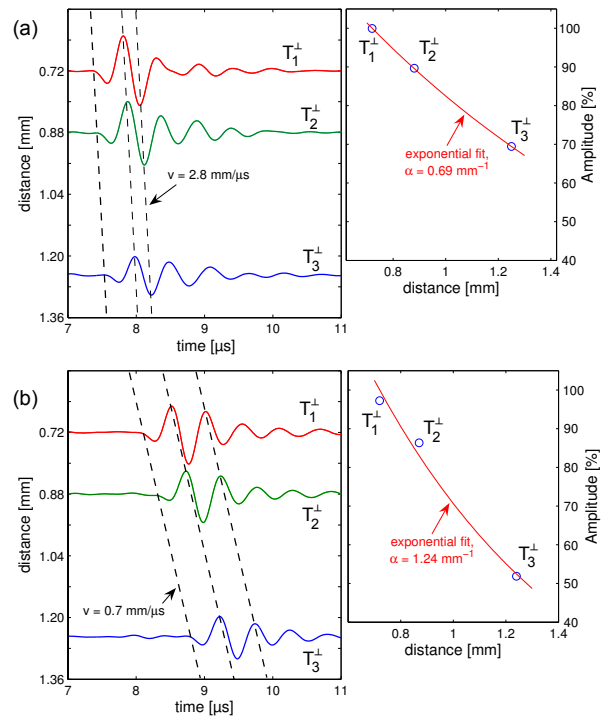 (a)
T₁⊥
T₂⊥
T₃⊥
v = 2.8 mm/µs
0.72
0.88
1.04
1.20
1.36
distance [mm]
7 8 9 10 11
time [µs]
T₁⊥
T₂⊥
T₃⊥
exponential fit,
α = 0.69 mm⁻¹
100
90
80
70
60
50
40
Amplitude [%]
0.8 1 1.2 1.4
distance [mm]
(b)
T₁⊥
T₂⊥
T₃⊥
v = 0.7 mm/µs
0.72
0.88
1.04
1.20
1.36
distance [mm]
7 8 9 10 11
time [µs]
T₁⊥
T₂⊥
T₃⊥
exponential fit,
α = 1.24 mm⁻¹
100
90
80
70
60
50
40
Amplitude [%]
0.6 0.8 1 1.2 1.4
distance [mm]